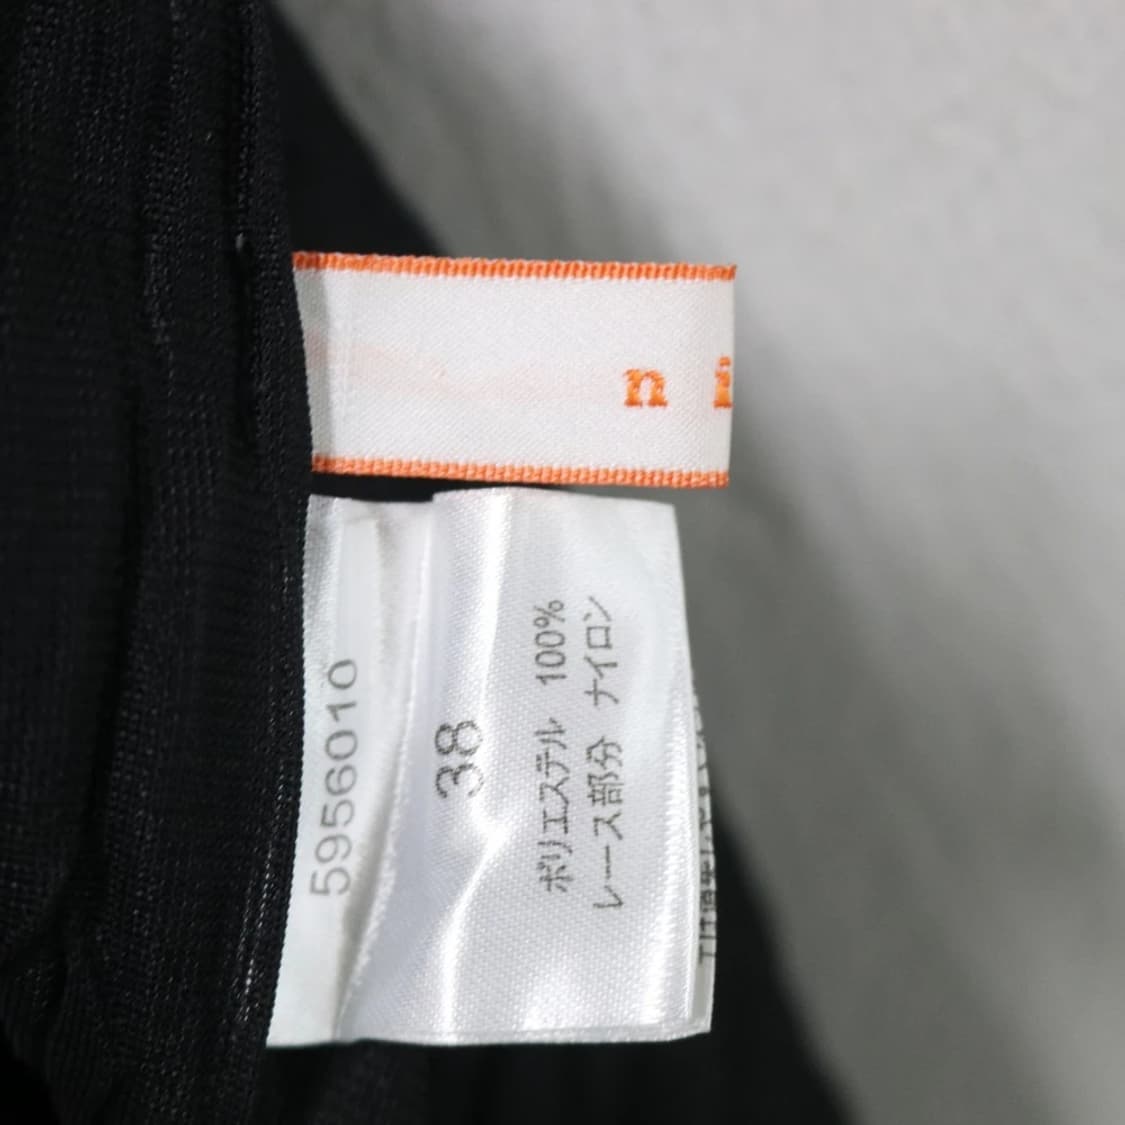 n i
5956010
38
ポリエステル 100%
レース部分 ナイロン